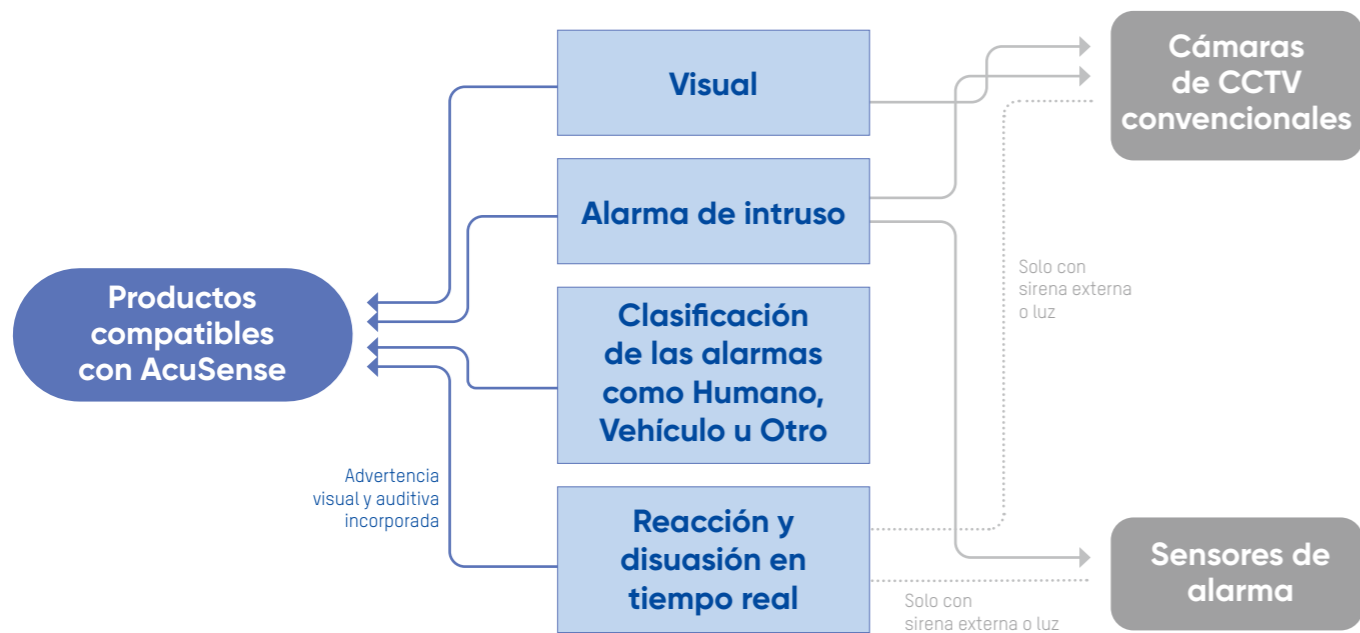 Visual
Cámaras
de CCTV
convencionales
Alarma de intruso
Solo con
sirena externa
o luz
Productos
compatibles
con AcuSense
Clasificación
de las alarmas
como Humano,
Vehículo u Otro
Advertencia
visual y auditiva
incorporada
Reacción y
disuasión en
tiempo real
Sensores de
alarma
Solo con
sirena externa o luz